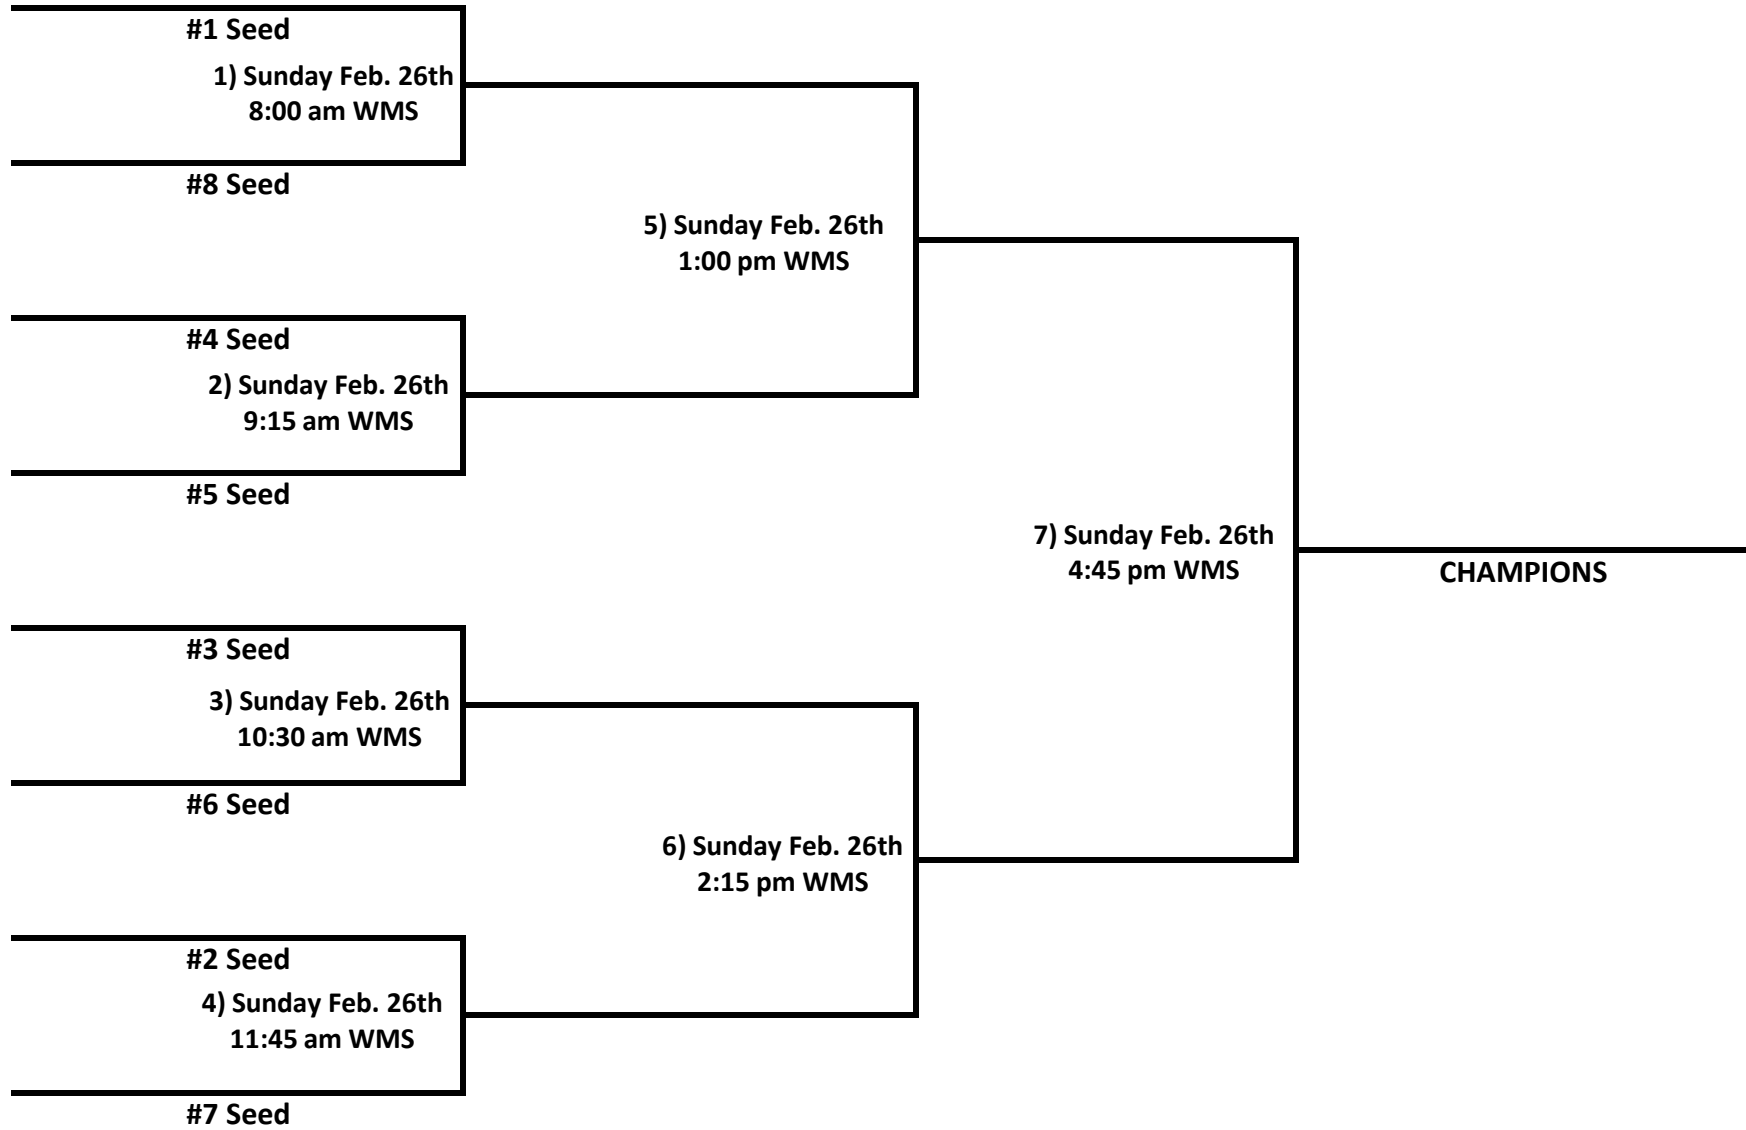 #1 Seed
1) Sunday Feb. 26th
8:00 am WMS
#8 Seed
5) Sunday Feb. 26th
1:00 pm WMS
#4 Seed
2) Sunday Feb. 26th
9:15 am WMS
#5 Seed
7) Sunday Feb. 26th
4:45 pm WMS
CHAMPIONS
#3 Seed
3) Sunday Feb. 26th
10:30 am WMS
#6 Seed
6) Sunday Feb. 26th
2:15 pm WMS
#2 Seed
4) Sunday Feb. 26th
11:45 am WMS
#7 Seed